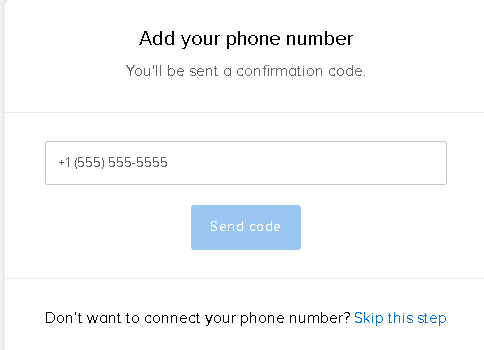 Add your phone number
You'll be sent a confirmation code.
+1 (555) 555-5555
Send code
Don't want to connect your phone number? Skip this step